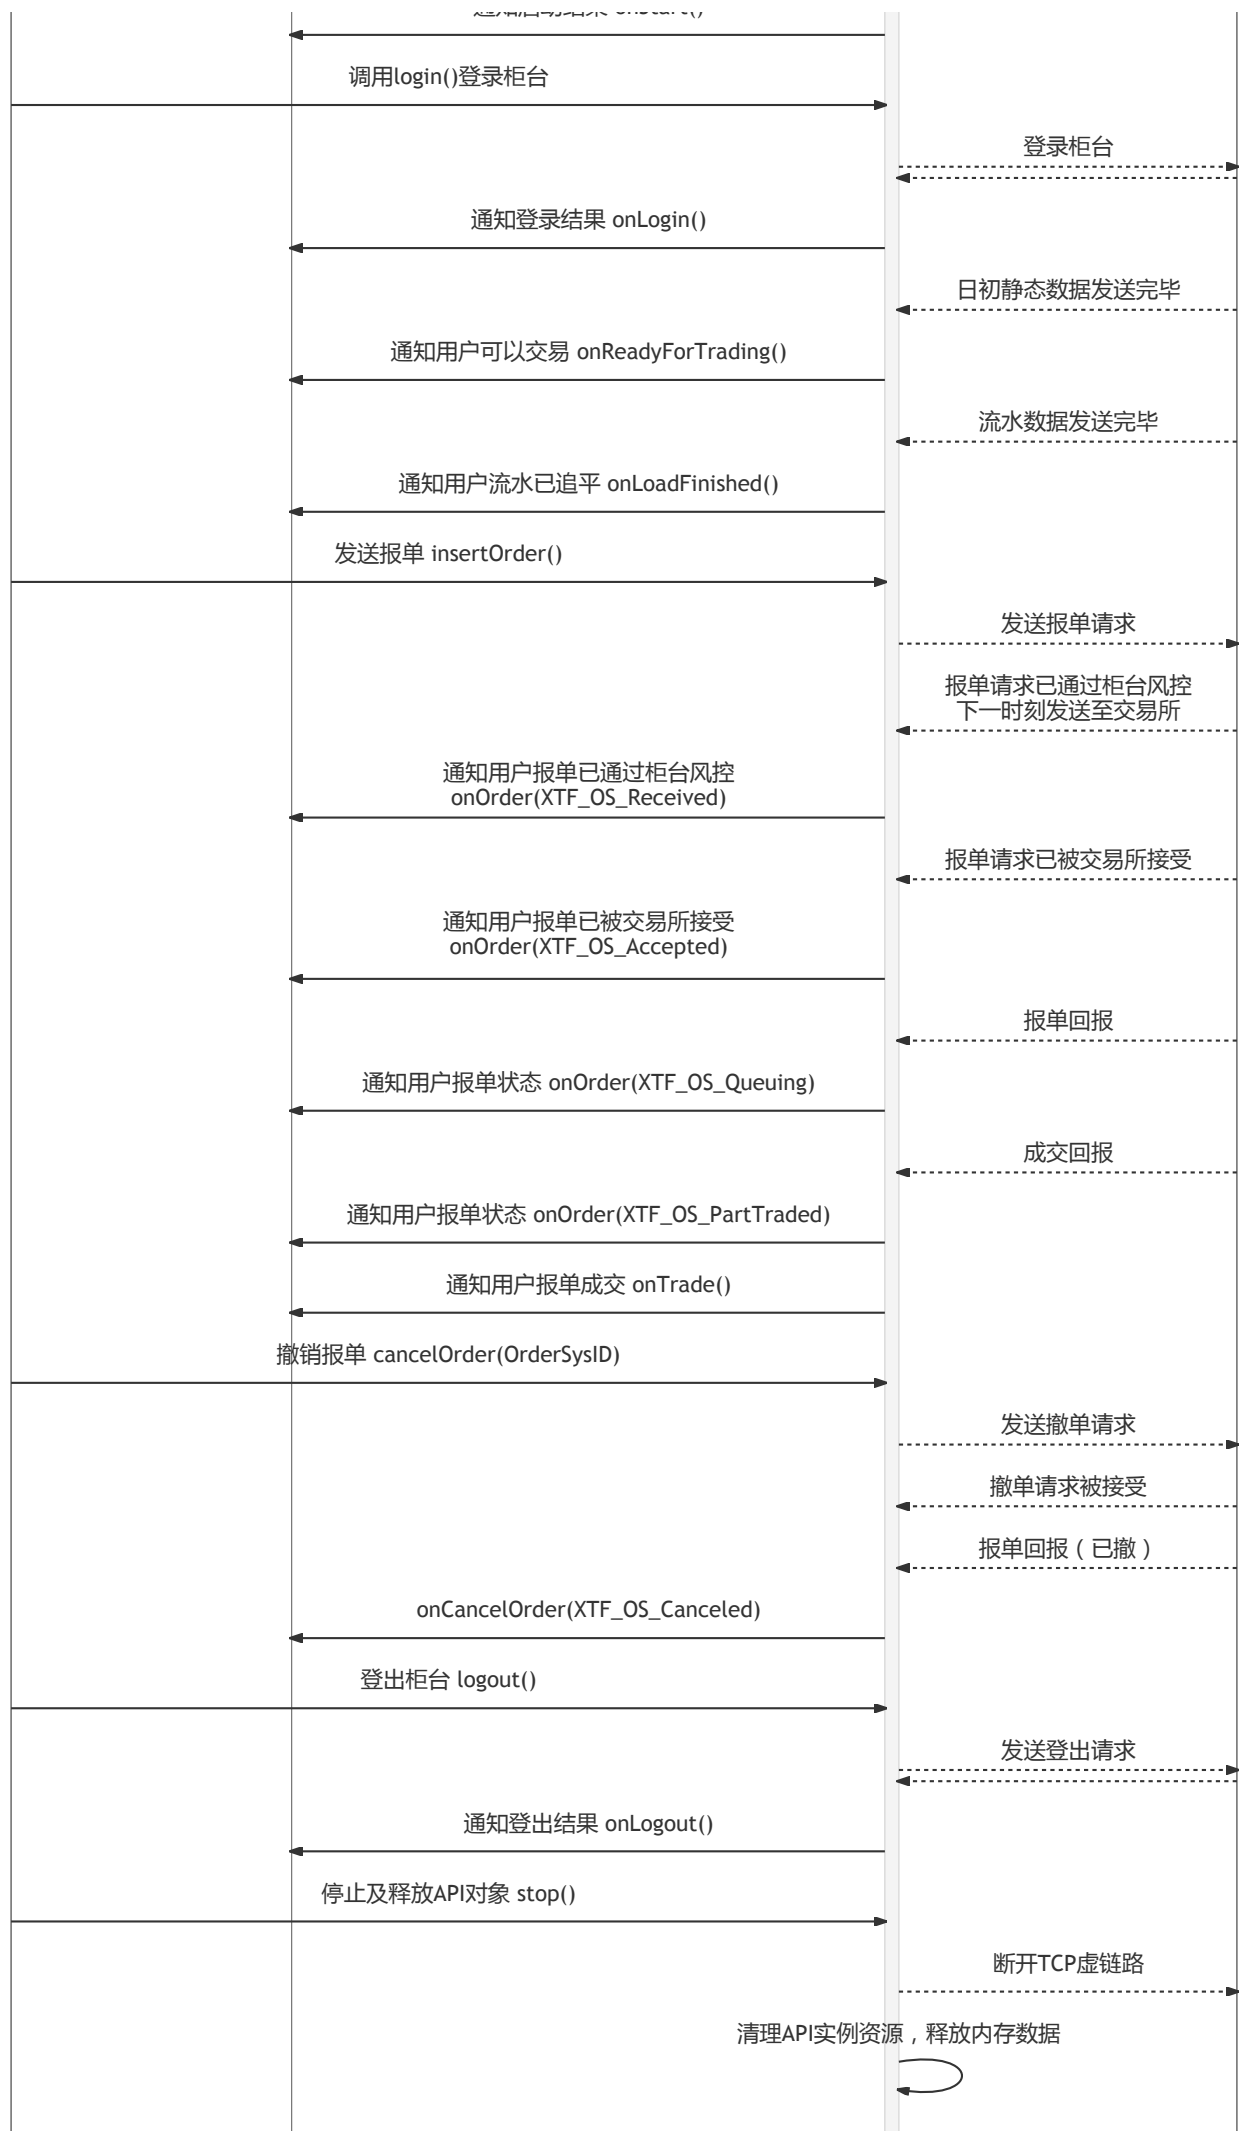 通知启动结果 onStart()
调用login()登录柜台
登录柜台
通知登录结果 onLogin()
日初静态数据发送完毕
通知用户可以交易 onReadyForTrading()
流水数据发送完毕
通知用户流水已追平 onLoadFinished()
发送报单 insertOrder()
发送报单请求
报单请求已通过柜台风控
下一时刻发送至交易所
通知用户报单已通过柜台风控
onOrder(XTF_OS_Received)
报单请求已被交易所接受
通知用户报单已被交易所接受
onOrder(XTF_OS_Accepted)
报单回报
通知用户报单状态 onOrder(XTF_OS_Queuing)
成交回报
通知用户报单状态 onOrder(XTF_OS_PartTraded)
通知用户报单成交 onTrade()
撤销报单 cancelOrder(OrderSysID)
发送撤单请求
撤单请求被接受
报单回报（已撤）
onCancelOrder(XTF_OS_Canceled)
登出柜台 logout()
发送登出请求
通知登出结果 onLogout()
停止及释放API对象 stop()
断开TCP虚链路
清理API实例资源，释放内存数据